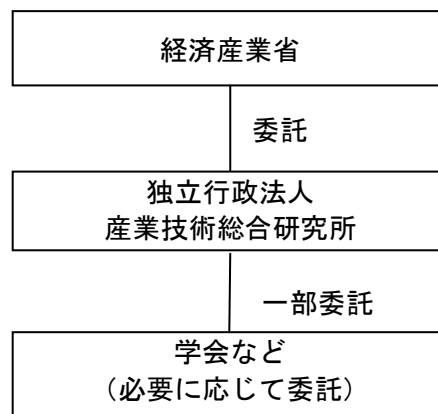 経済産業省
委託
独立行政法人
産業技術総合研究所
一部委託
学会など
（必要に応じて委託）